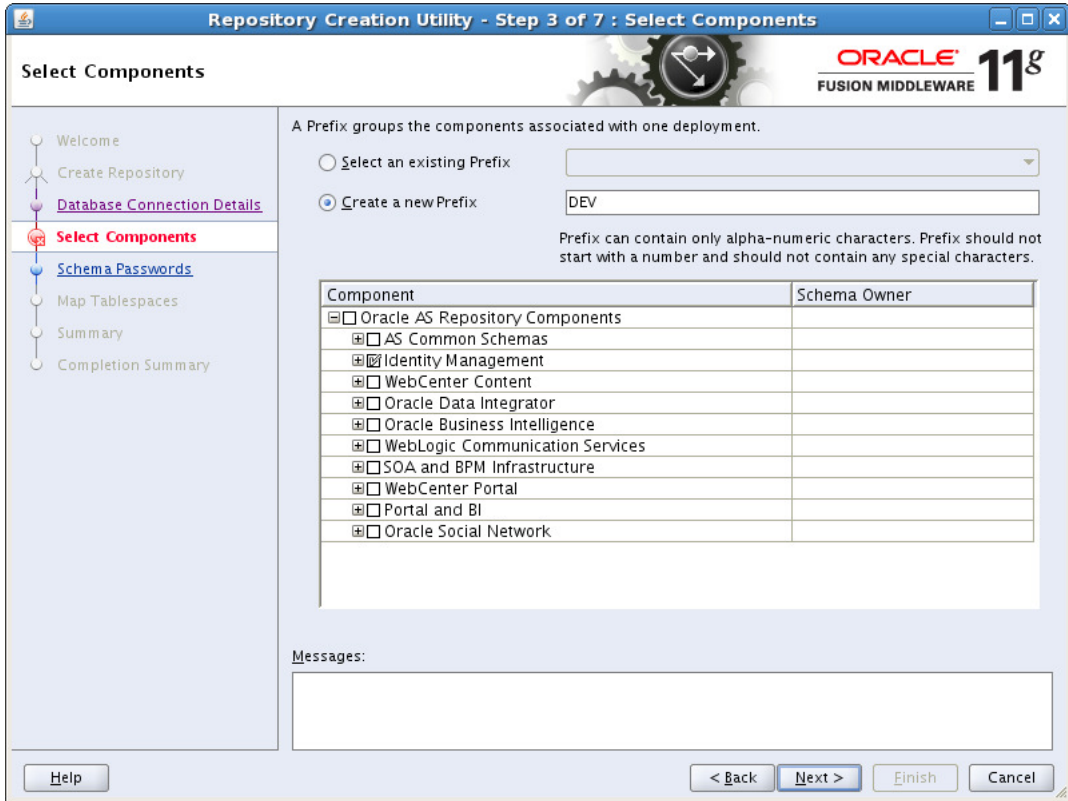 Repository Creation Utility - Step 3 of 7 : Select Components
Select Components
ORACLE
FUSION MIDDLEWARE
11g
Welcome
Create Repository
Database Connection Details
Select Components
Schema Passwords
Map Tablespaces
Summary
Completion Summary
A Prefix groups the components associated with one deployment.
Select an existing Prefix
Create a new Prefix
DEV
Prefix can contain only alpha-numeric characters. Prefix should not
start with a number and should not contain any special characters.
Component Schema Owner
Oracle AS Repository Components
AS Common Schemas
Identity Management
WebCenter Content
Oracle Data Integrator
Oracle Business Intelligence
WebLogic Communication Services
SOA and BPM Infrastructure
WebCenter Portal
Portal and BI
Oracle Social Network
Messages:
Help < Back Next > Finish Cancel